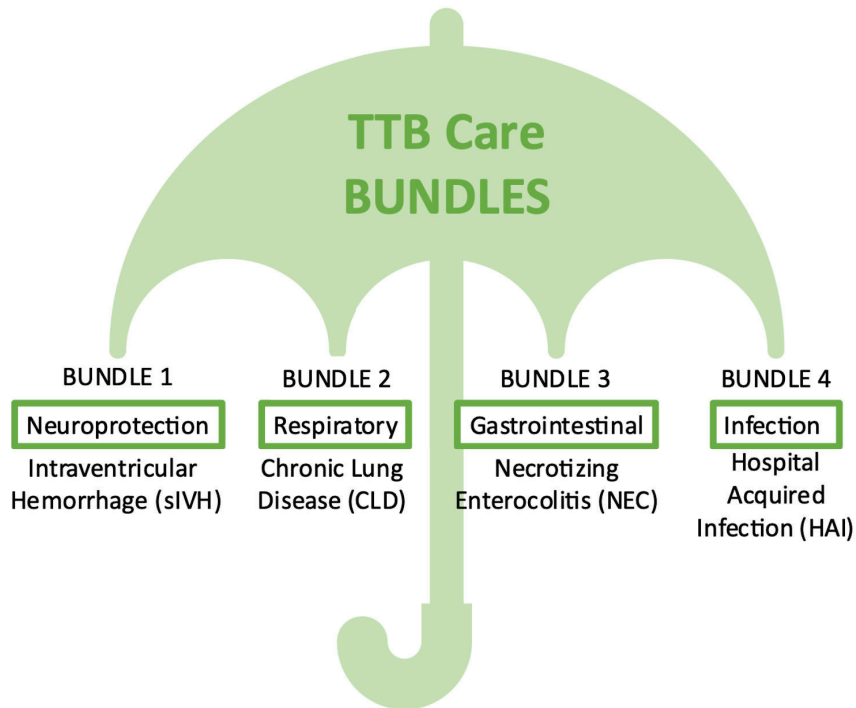 TTB Care
BUNDLES
BUNDLE 1
Neuroprotection
Intraventricular
Hemorrhage (sIVH)
BUNDLE 2
Respiratory
Chronic Lung
Disease (CLD)
BUNDLE 3
Gastrointestinal
Necrotizing
Enterocolitis (NEC)
BUNDLE 4
Infection
Hospital
Acquired
Infection (HAI)